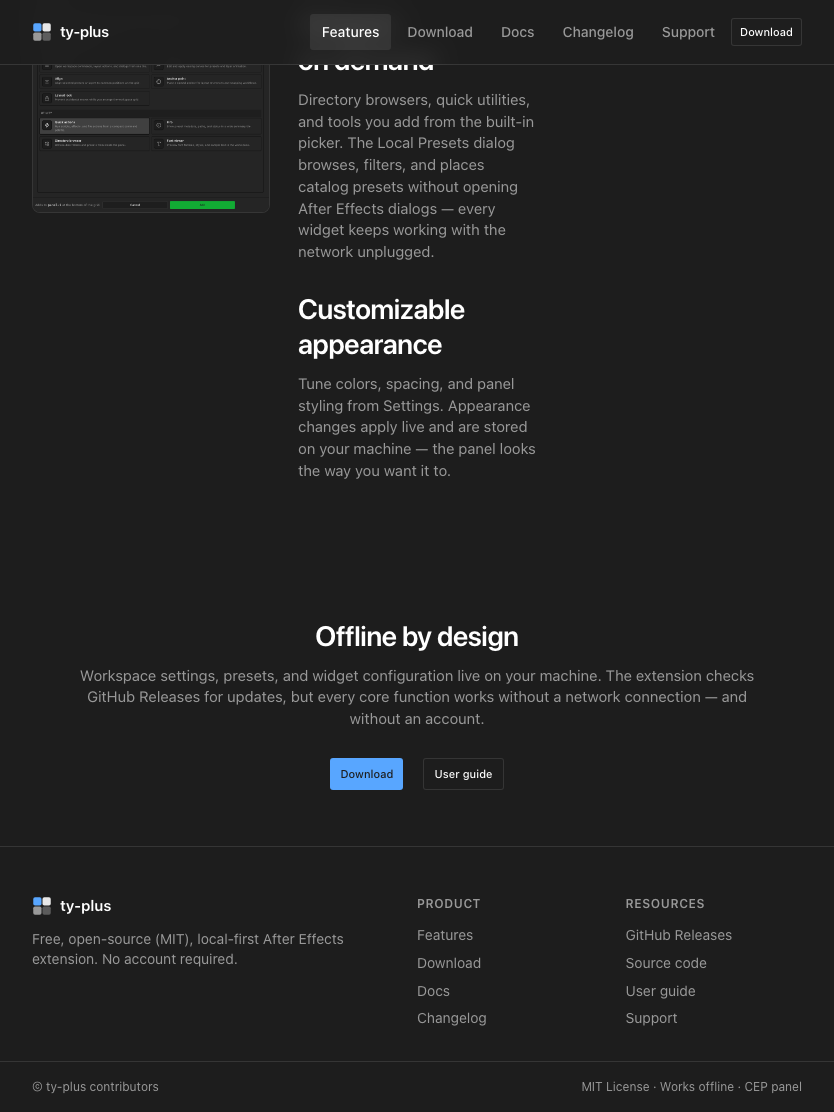 ty-plus
Features
Download
Docs
Changelog
Support
Download
on demand
Directory browsers, quick utilities,
and tools you add from the built-in
picker. The Local Presets dialog
browses, filters, and places
catalog presets without opening
After Effects dialogs — every
widget keeps working with the
network unplugged.
Customizable
appearance
Tune colors, spacing, and panel
styling from Settings. Appearance
changes apply live and are stored
on your machine — the panel looks
the way you want it to.
Offline by design
Workspace settings, presets, and widget configuration live on your machine. The extension checks
GitHub Releases for updates, but every core function works without a network connection — and
without an account.
Download
User guide
ty-plus
Free, open-source (MIT), local-first After Effects
extension. No account required.
PRODUCT
Features
Download
Docs
Changelog
RESOURCES
GitHub Releases
Source code
User guide
Support
© ty-plus contributors
MIT License · Works offline · CEP panel